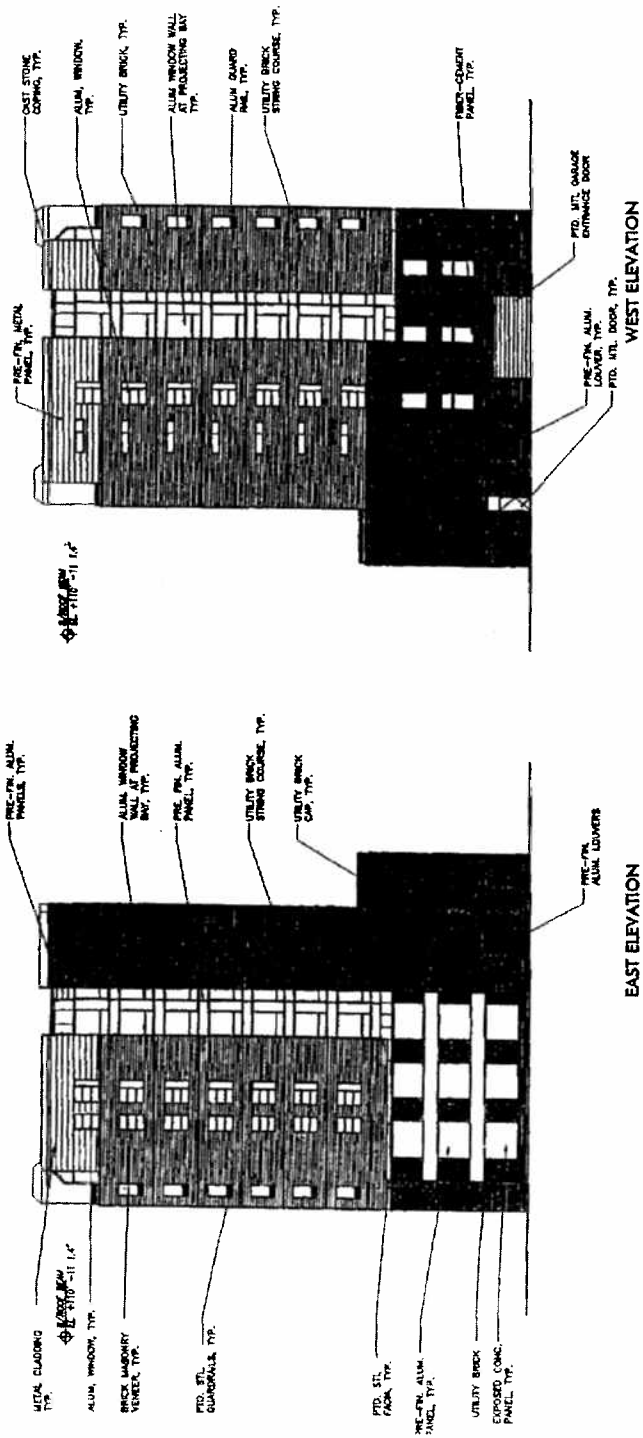 PRE-FIN. METAL
PANEL, TYP.
CAST STONE
COPING, TYP.
ALUM. WINDOW,
TYP.
UTILITY BRICK, TYP.
ALUM WINDOW WALL
AT PROJECTING BAY
TYP.
ALUM GUARD
RAIL, TYP.
UTILITY BRICK
STRING COURSE, TYP.
FIBER-CEMENT
PANEL, TYP.
PTD. MTL GARAGE
ENTRANCE DOOR
PRE-FIN. ALUM.
LOUVER, TYP.
PTD. MTL DOOR, TYP.
WEST ELEVATION
PRE-FIN. ALUM.
PANELS, TYP.
ALUM. WINDOW
WALL AT PROJECTING
BAY, TYP.
PRE. FIN. ALUM.
PANEL, TYP.
UTILITY BRICK
STRING COURSE, TYP.
UTILITY BRICK
CAP, TYP.
PRE-FIN.
ALUM LOUVERS
METAL CLADDING
TYP.
ALUM, WINDOW, TYP.
BRICK MASONRY
VENEER, TYP.
PTD. STL
GUARDRAILS, TYP.
PTD. STL
FACIA, TYP.
PRE-FIN. ALUM.
PANEL, TYP.
UTILITY BRICK
EXPOSED CONC.
PANEL TYP.
EAST ELEVATION